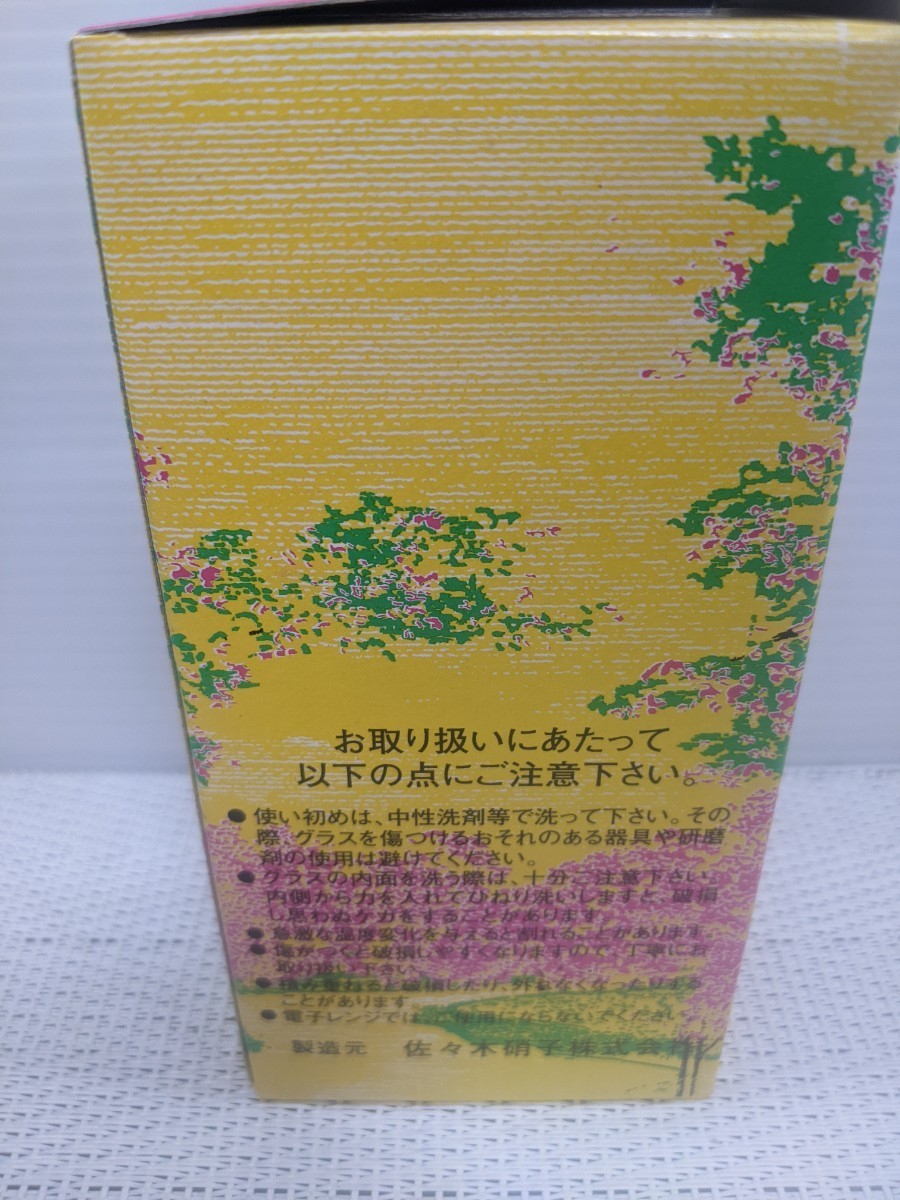 お取り扱いにあたって
以下の点にご注意下さい。
●使い初めは、中性洗剤等で洗って下さい。その
際、グラスを傷つけるおそれのある器具や研磨
剤の使用は避けてください。
●グラスの内面を洗う際は、十分ご注意下さい。
内側から力を入れてひねり洗いしますと、破損
し思わぬケガをすることがあります。
●急激な温度変化を与えると割れることがあります。
●傷がつくと破損しやすくなりますので、丁寧にお
取り扱い下さい。
●積み重ねると破損したり、外れなくなったりする
ことがあります。
●電子レンジでは、ご使用にならないでください。
製造元 佐々木硝子株式会社